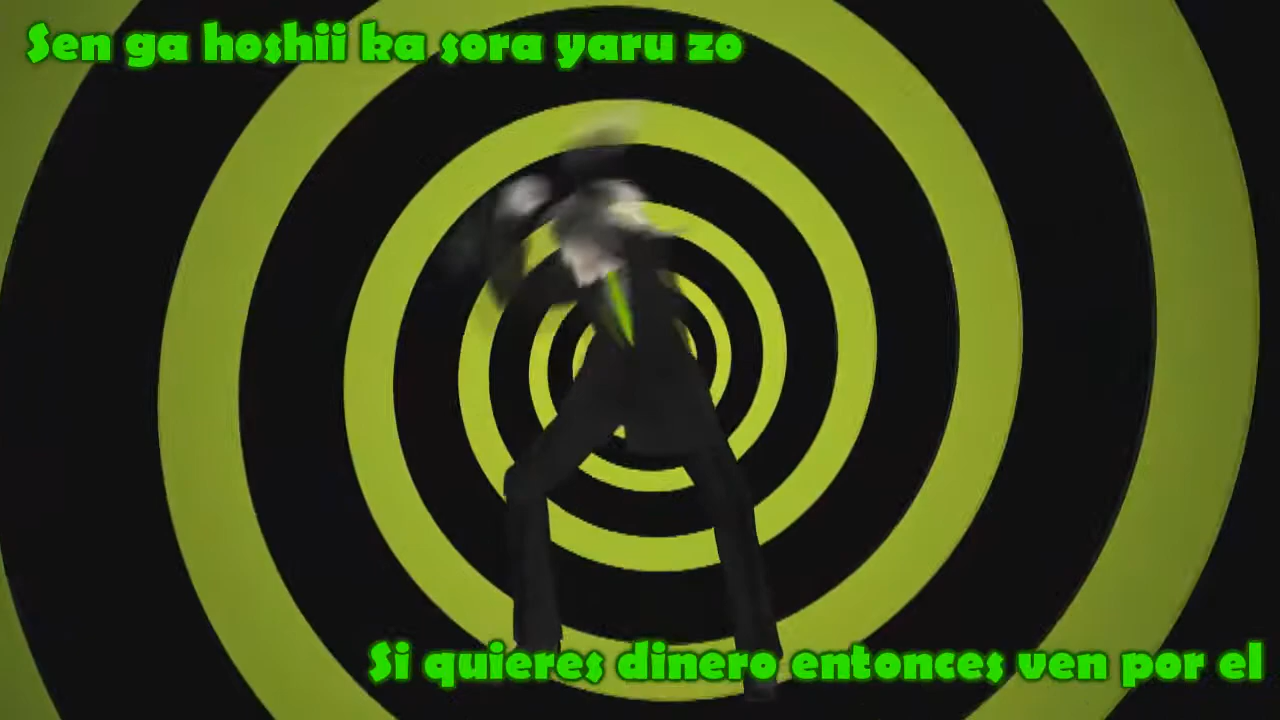 Sen ga hoshii ka sora yaru zo
Si quieres dinero entonces ven por el